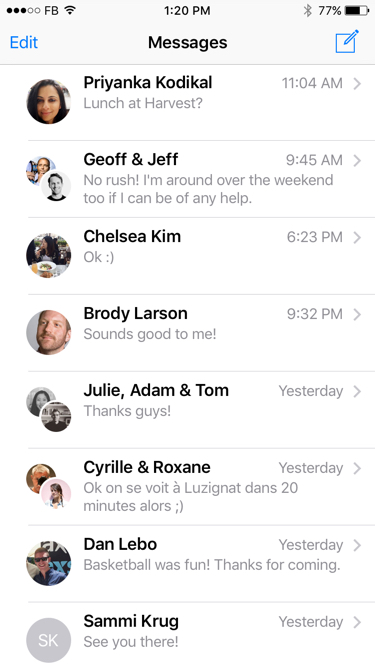 FB 1:20 PM 77%
Edit Messages
Priyanka Kodikal 11:04 AM
Lunch at Harvest?
Geoff & Jeff 9:45 AM
No rush! I'm around over the weekend
too if I can be of any help.
Chelsea Kim 6:23 PM
Ok :)
Brody Larson 9:32 PM
Sounds good to me!
Julie, Adam & Tom Yesterday
Thanks guys!
Cyrille & Roxane Yesterday
Ok on se voit à Luzignat dans 20
minutes alors ;)
Dan Lebo Yesterday
Basketball was fun! Thanks for coming.
SK
Sammi Krug Yesterday
See you there!